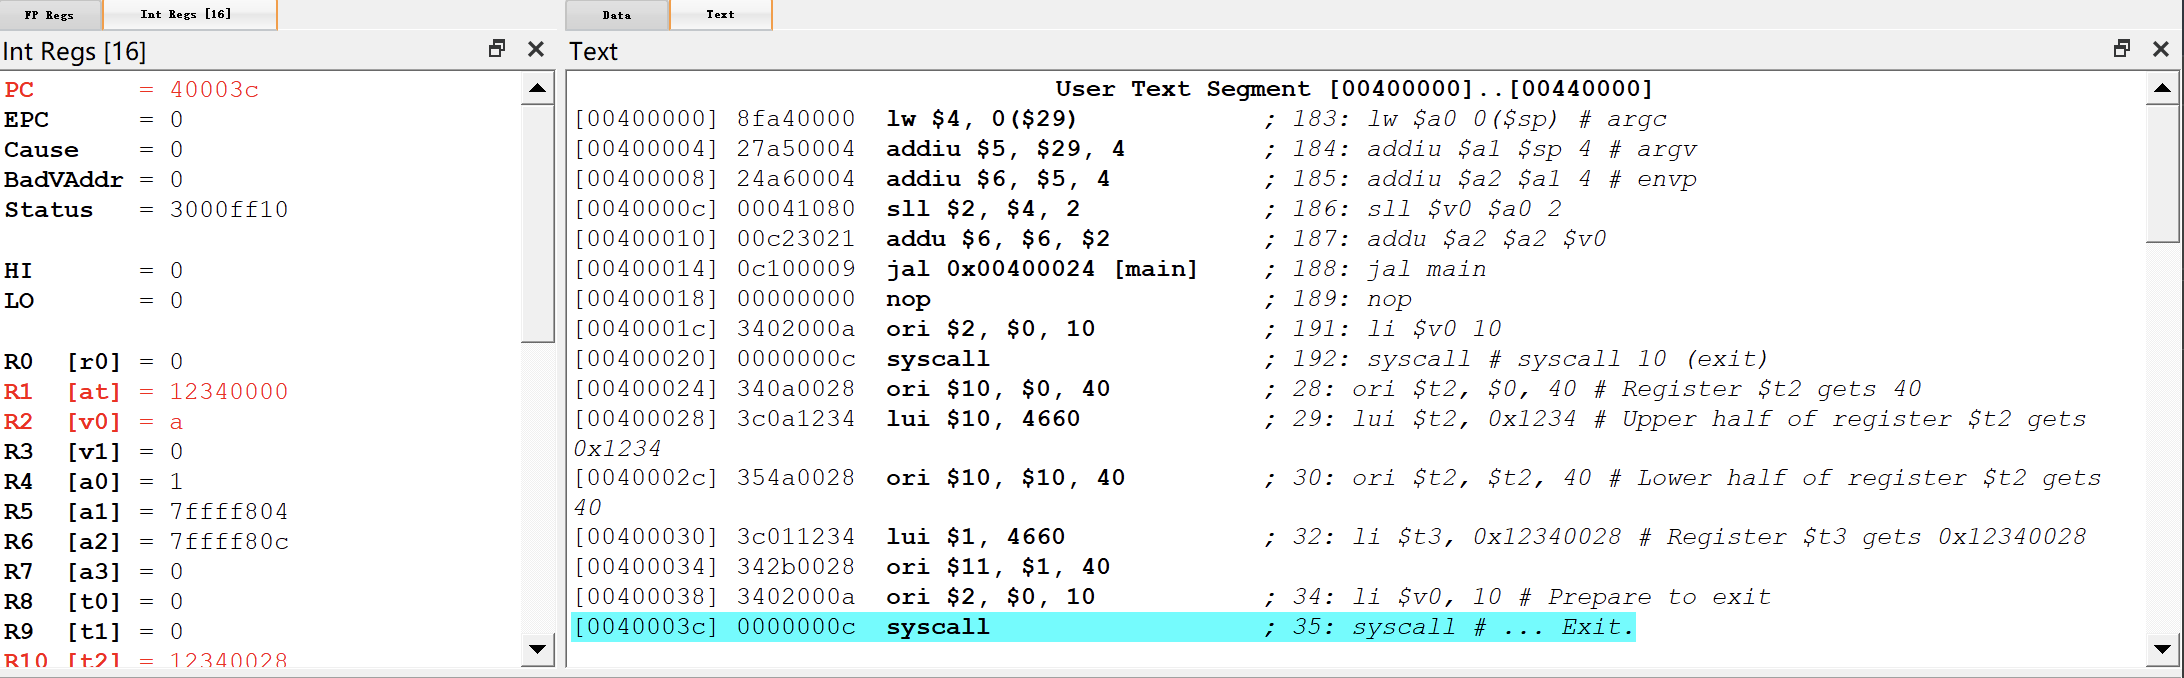 FP Regs
Int Regs [16]
Data
Text
Int Regs [16]
PC = 40003c
EPC = 0
Cause = 0
BadVAddr = 0
Status = 3000ff10
HI = 0
LO = 0
R0 [r0] = 0
R1 [at] = 12340000
R2 [v0] = a
R3 [v1] = 0
R4 [a0] = 1
R5 [a1] = 7ffff804
R6 [a2] = 7ffff80c
R7 [a3] = 0
R8 [t0] = 0
R9 [t1] = 0
R10 [t2] = 12340028
Text
User Text Segment [00400000]..[00440000]
[00400000] 8fa40000 lw $4, 0($29) ; 183: lw $a0 0($sp) # argc
[00400004] 27a50004 addiu $5, $29, 4 ; 184: addiu $a1 $sp 4 # argv
[00400008] 24a60004 addiu $6, $5, 4 ; 185: addiu $a2 $a1 4 # envp
[0040000c] 00041080 sll $2, $4, 2 ; 186: sll $v0 $a0 2
[00400010] 00c23021 addu $6, $6, $2 ; 187: addu $a2 $a2 $v0
[00400014] 0c100009 jal 0x00400024 [main] ; 188: jal main
[00400018] 00000000 nop ; 189: nop
[0040001c] 3402000a ori $2, $0, 10 ; 191: li $v0 10
[00400020] 0000000c syscall ; 192: syscall # syscall 10 (exit)
[00400024] 340a0028 ori $10, $0, 40 ; 28: ori $t2, $0, 40 # Register $t2 gets 40
[00400028] 3c0a1234 lui $10, 4660 ; 29: lui $t2, 0x1234 # Upper half of register $t2 gets
0x1234
[0040002c] 354a0028 ori $10, $10, 40 ; 30: ori $t2, $t2, 40 # Lower half of register $t2 gets
40
[00400030] 3c011234 lui $1, 4660 ; 32: li $t3, 0x12340028 # Register $t3 gets 0x12340028
[00400034] 342b0028 ori $11, $1, 40
[00400038] 3402000a ori $2, $0, 10 ; 34: li $v0, 10 # Prepare to exit
[0040003c] 0000000c syscall ; 35: syscall # ... Exit.